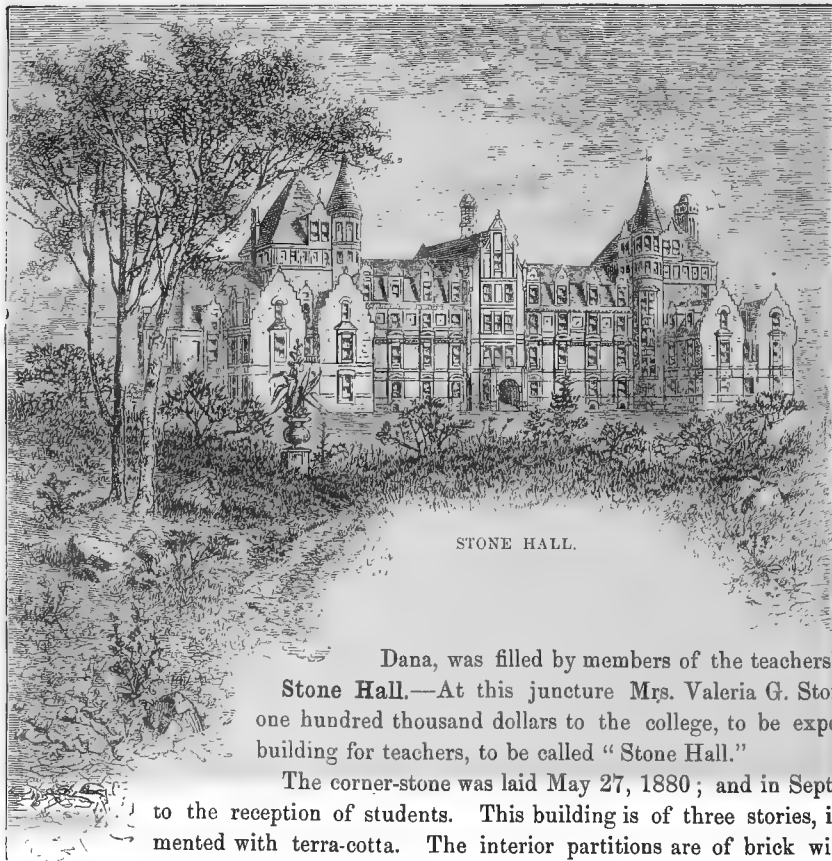 STONE HALL.
Dana, was filled by members of the teachers
Stone Hall.—At this juncture Mrs. Valeria G. Sto
one hundred thousand dollars to the college, to be exp
building for teachers, to be called “ Stone Hall.”
The corner-stone was laid May 27, 1880 ; and in Sept
to the reception of students. This building is of three stories, i
mented with terra-cotta. The interior partitions are of brick wi